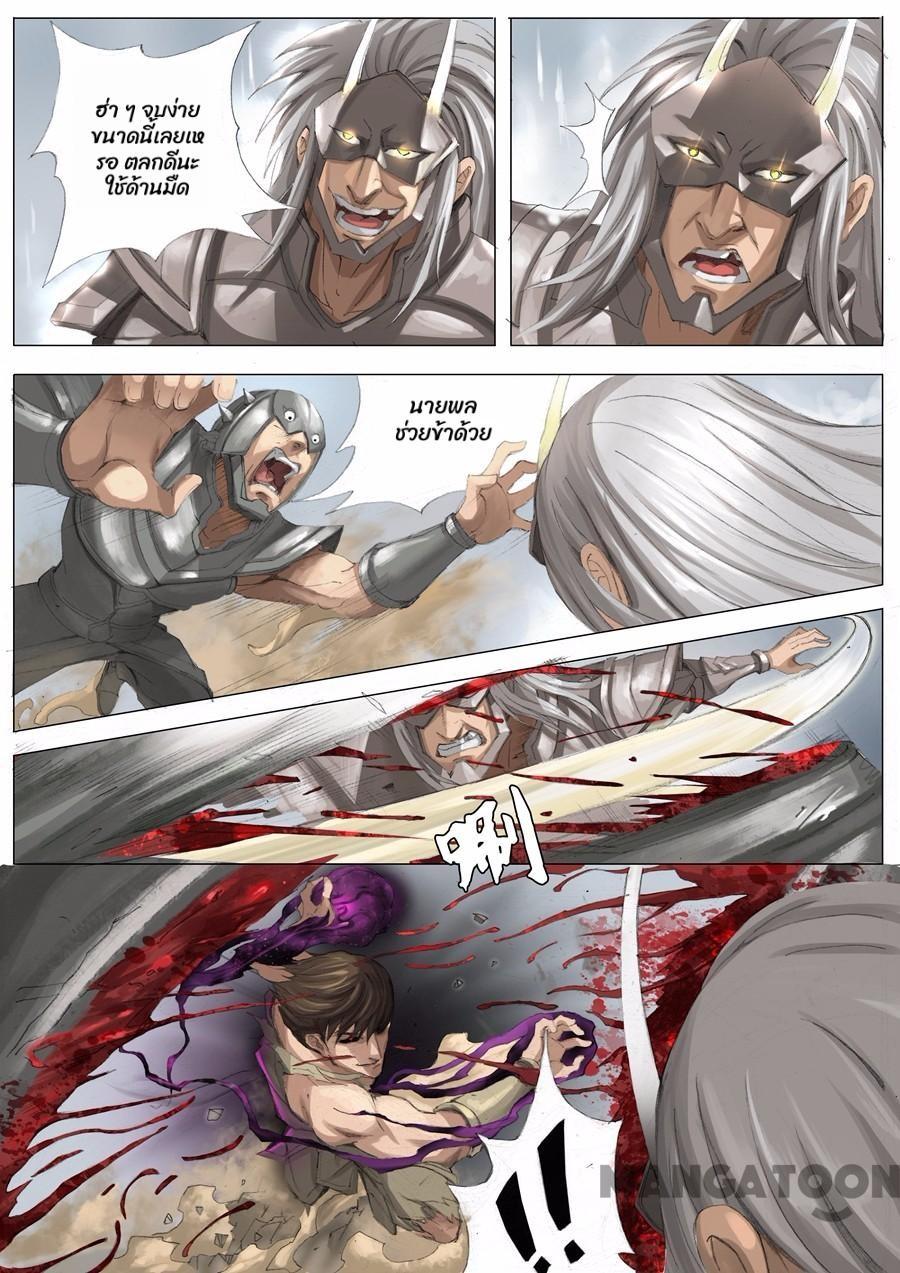 ฮ่า ๆ จบง่าย
ขนาดนี้เลยเห
รอ ตลกดีนะ
ใช้ด้านมืด
นายพล
ช่วยข้าด้วย
唰
!!
MANGATOON